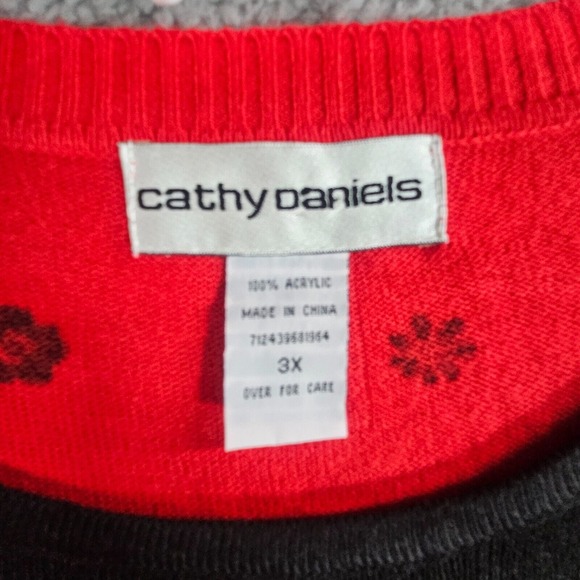 cathy Daniels
100% ACRYLIC
MADE IN CHINA
712439681964
3X
OVER FOR CARE